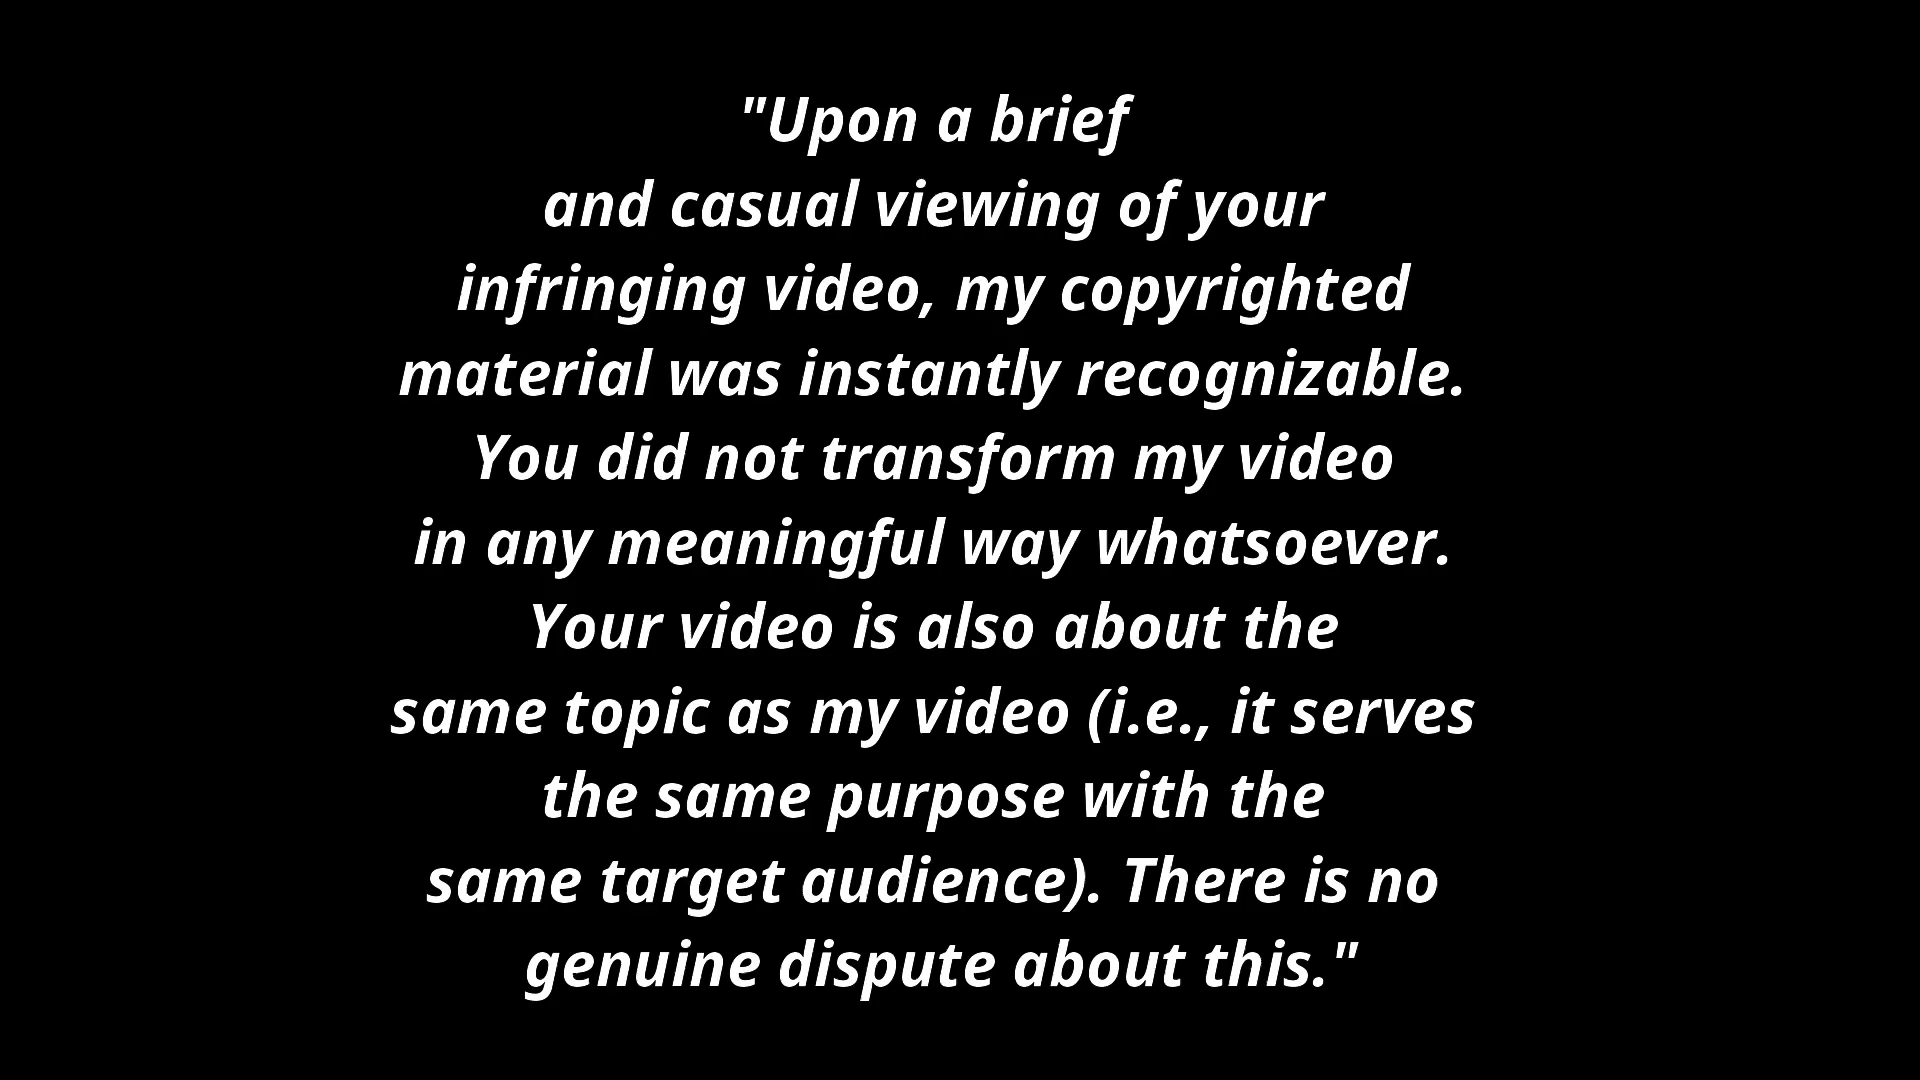 "Upon a brief
and casual viewing of your
infringing video, my copyrighted
material was instantly recognizable.
You did not transform my video
in any meaningful way whatsoever.
Your video is also about the
same topic as my video (i.e., it serves
the same purpose with the
same target audience). There is no
genuine dispute about this."